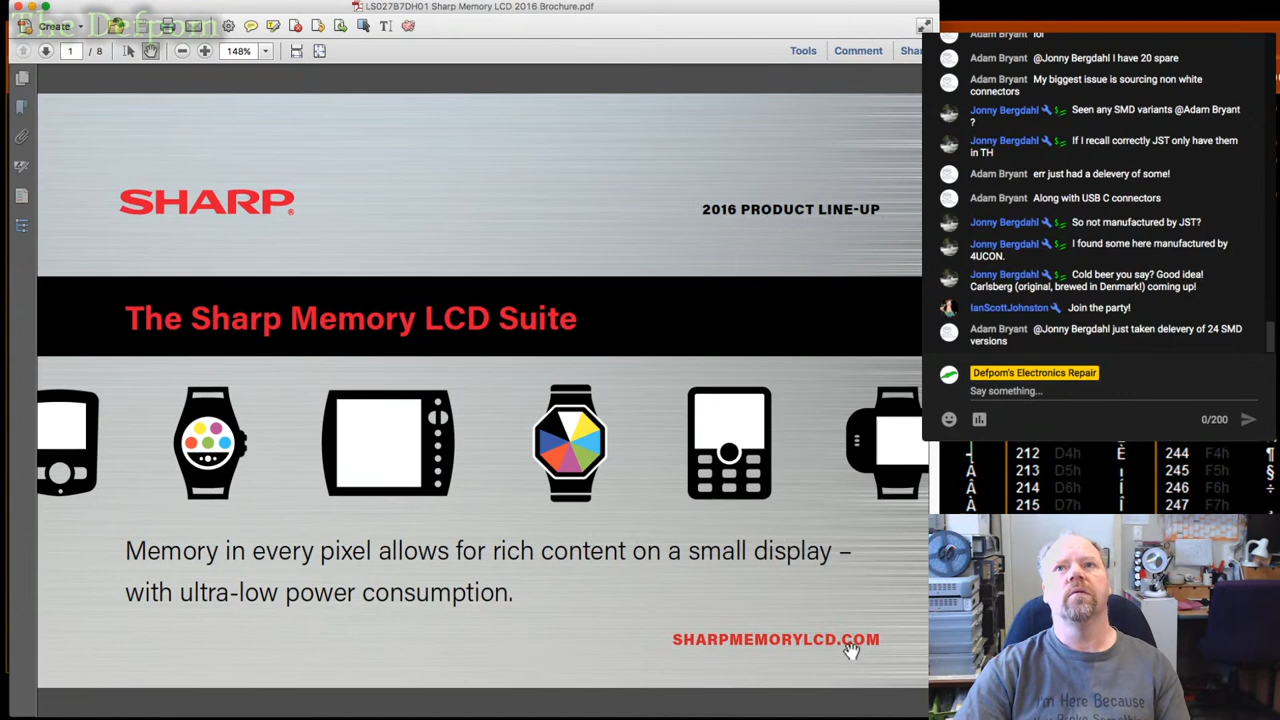 LS027B7DH01 Sharp Memory LCD 2016 Brochure.pdf
The Defpom
Create
1 / 8
148%
Tools
Comment
SHARP®
2016 PRODUCT LINE-UP
The Sharp Memory LCD Suite
Memory in every pixel allows for rich content on a small display –
with ultra-low power consumption.
SHARPMEMORYLCD.COM
Adam Bryant lol
Adam Bryant @Jonny Bergdahl I have 20 spare
Adam Bryant My biggest issue is sourcing non white
connectors
Jonny Bergdahl Seen any SMD variants @Adam Bryant
?
Jonny Bergdahl If I recall correctly JST only have them
in TH
Adam Bryant err just had a delevery of some!
Adam Bryant Along with USB C connectors
Jonny Bergdahl So not manufactured by JST?
Jonny Bergdahl I found some here manufactured by
4UCON.
Jonny Bergdahl Cold beer you say? Good idea!
Carlsberg (original, brewed in Denmark!) coming up!
IanScottJohnston Join the party!
Adam Bryant @Jonny Bergdahl just taken delevery of 24 SMD
versions
Defpom's Electronics Repair
Say something...
0/200
212 D4h È 244 F4h ¶
213 D5h 245 F5h §
Â 214 D6h Í 246 F6h ÷
À 215 D7h Î 247 F7h
I'm Here Because